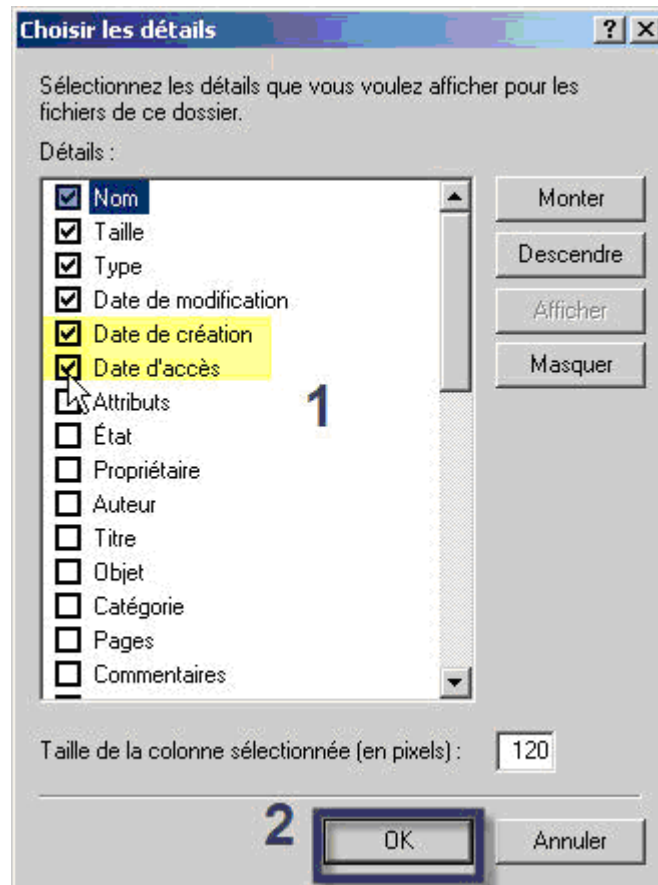 Choisir les détails
Sélectionnez les détails que vous voulez afficher pour les
fichiers de ce dossier.
Détails :
Nom
Taille
Type
Date de modification
Date de création
Date d'accès
Attributs
État
Propriétaire
Auteur
Titre
Objet
Catégorie
Pages
Commentaires
Monter
Descendre
Afficher
Masquer
1
Taille de la colonne sélectionnée (en pixels) : 120
2
OK
Annuler